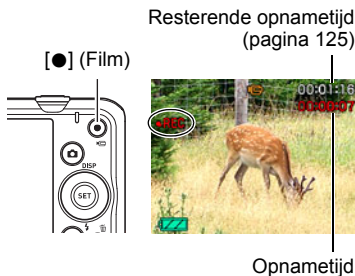 Resterende opnametijd
(pagina 125)
[●] (Film)
DISP
SET
00:01:16
00:00:07
●REC
Opnametijd